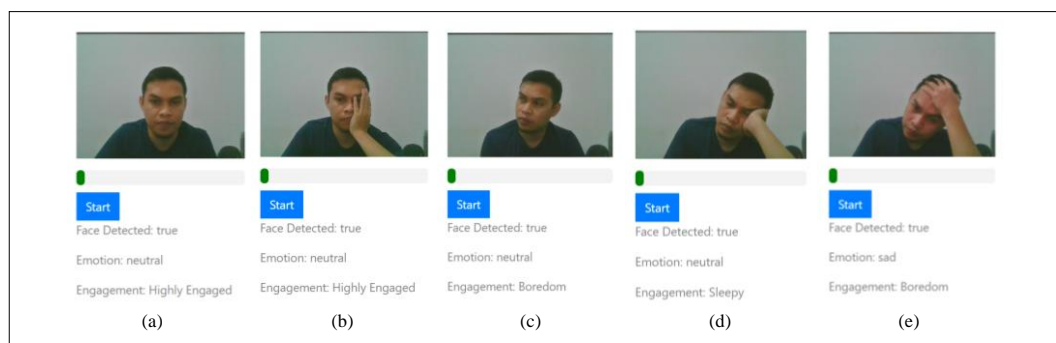 Start
Face Detected: true
Emotion: neutral
Engagement: Highly Engaged
(a)
Start
Face Detected: true
Emotion: neutral
Engagement: Highly Engaged
(b)
Start
Face Detected: true
Emotion: neutral
Engagement: Boredom
(c)
Start
Face Detected: true
Emotion: neutral
Engagement: Sleepy
(d)
Start
Face Detected: true
Emotion: sad
Engagement: Boredom
(e)